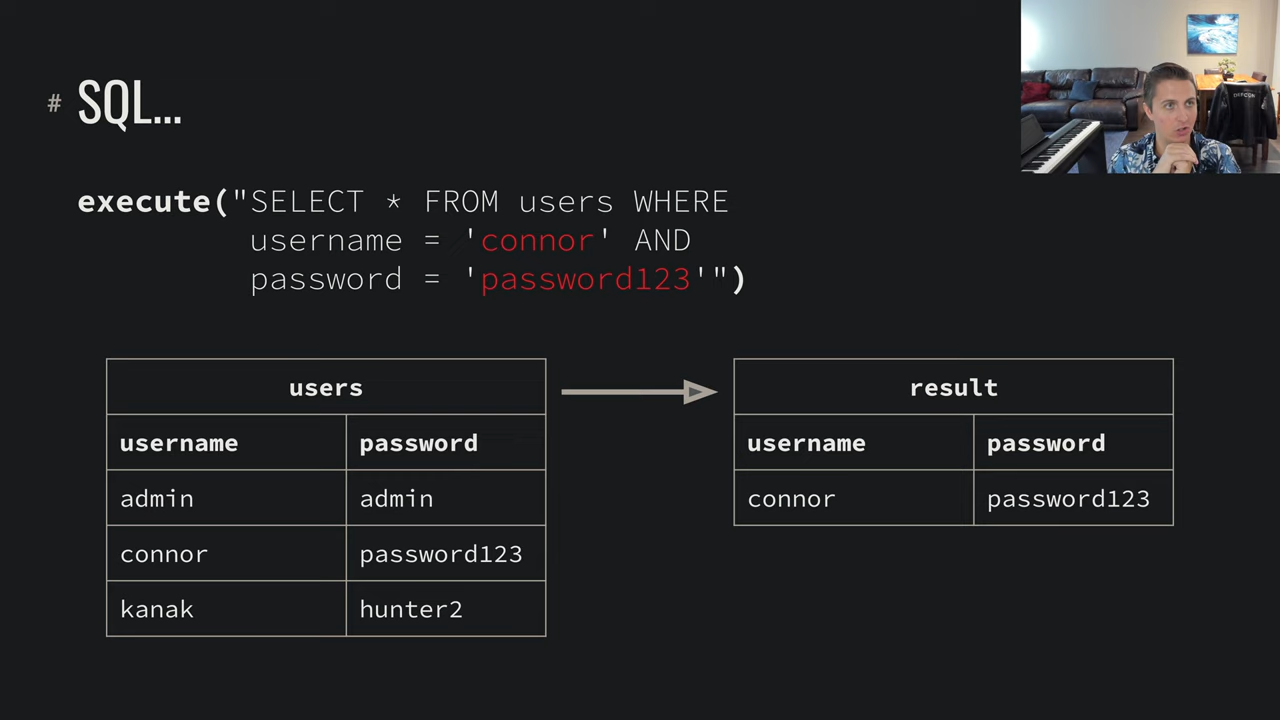 # SQL...
DEFCON
execute("SELECT * FROM users WHERE
username = 'connor' AND
password = 'password123'")
users
username password
admin admin
connor password123
kanak hunter2
result
username password
connor password123